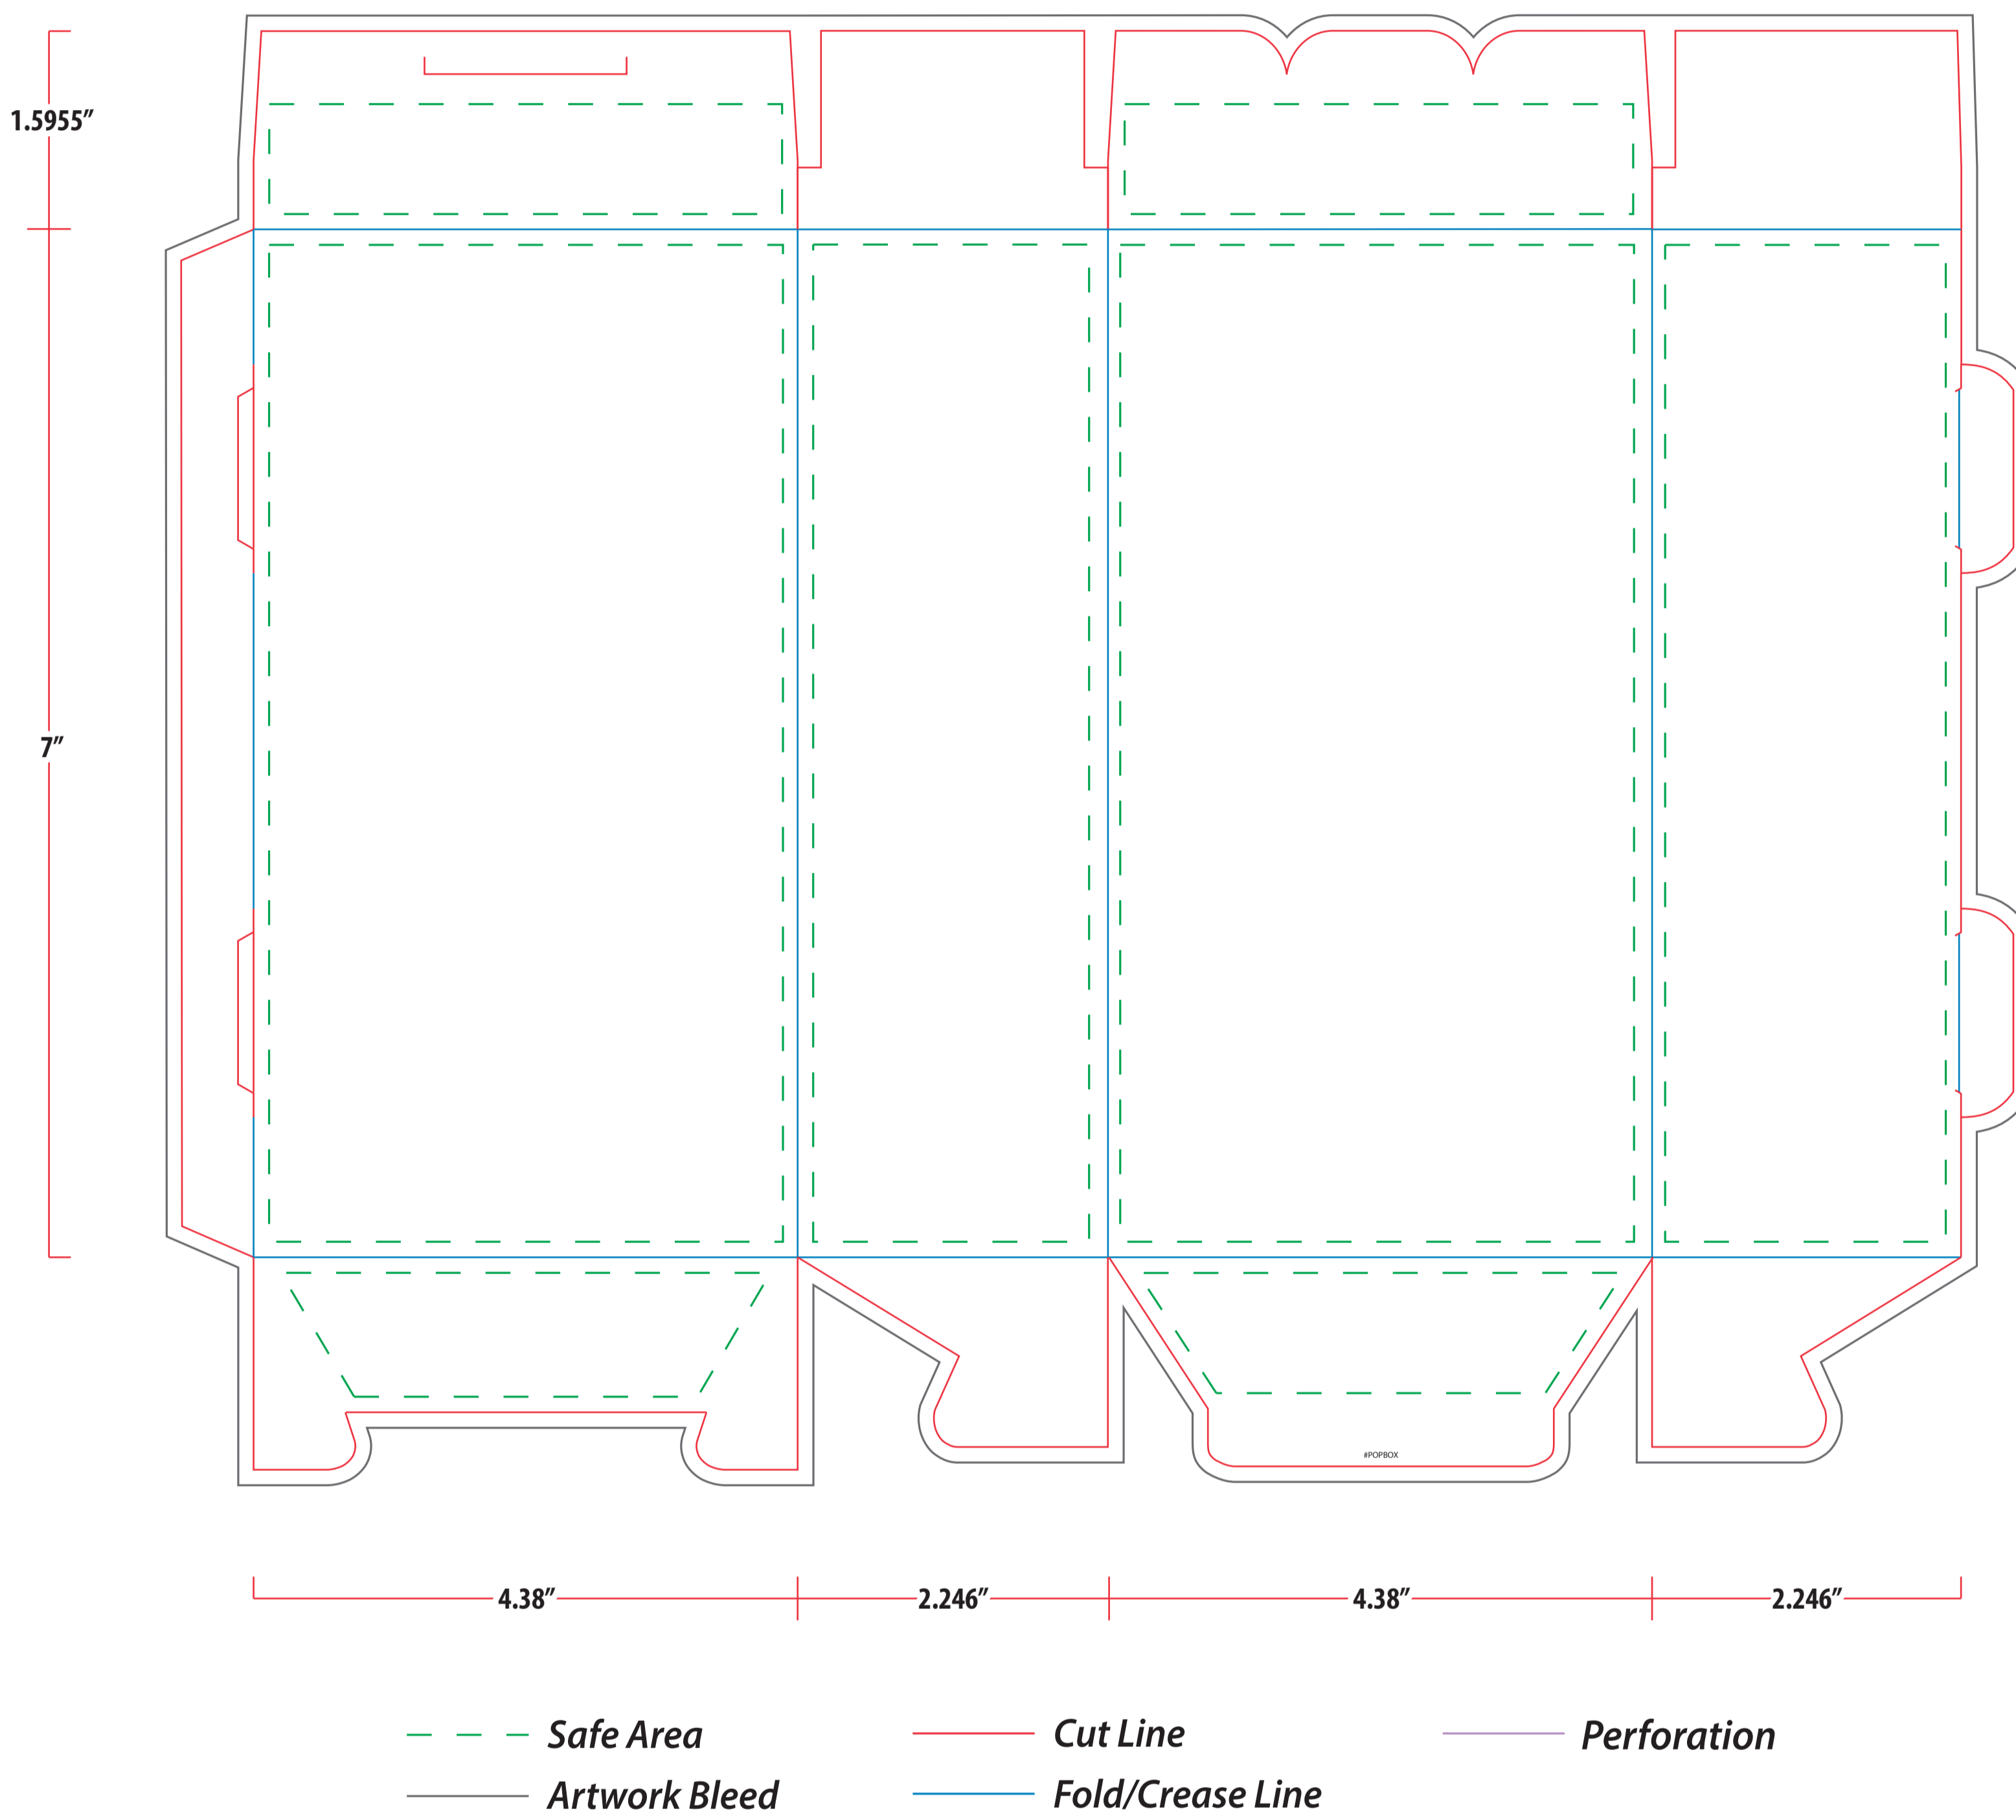 1.5955”
7”
#POPBOX
4.38” 2.246” 4.38” 2.246”
Safe Area Cut Line Perforation
Artwork Bleed Fold/Crease Line